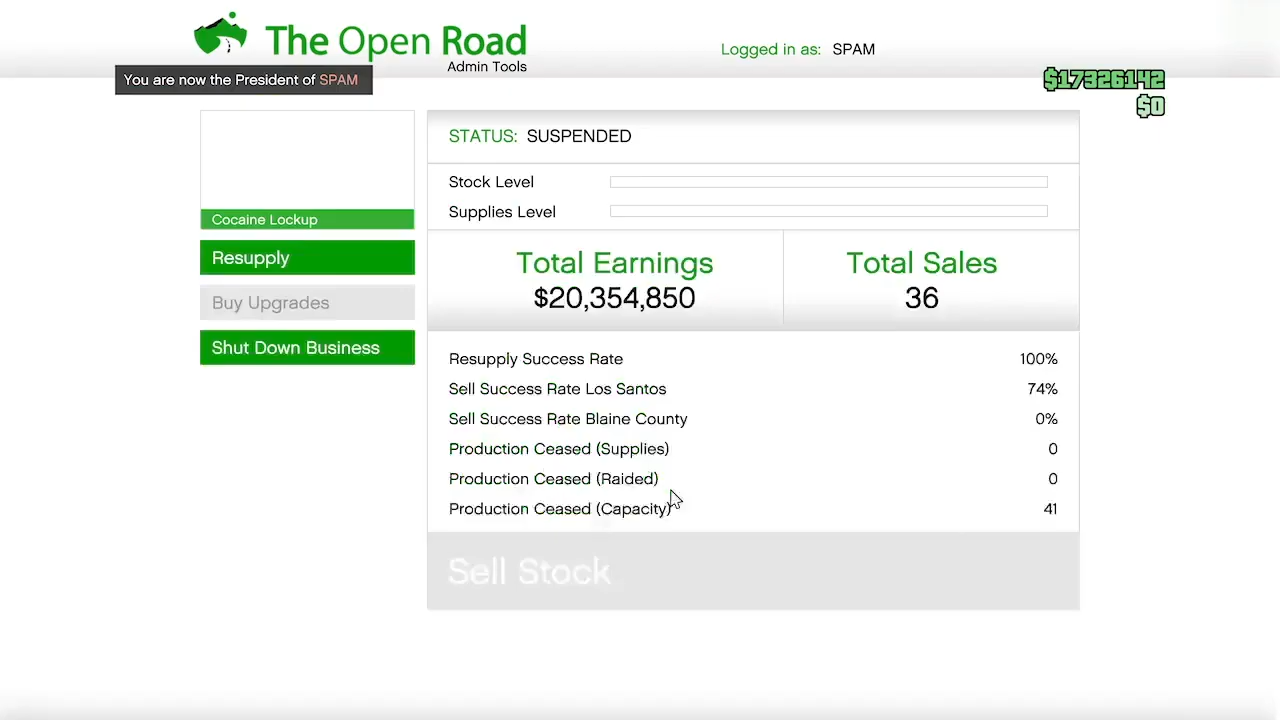 The Open Road
Admin Tools
Logged in as: SPAM
You are now the President of SPAM
$17326142
$0
Cocaine Lockup
Resupply
Buy Upgrades
Shut Down Business
STATUS: SUSPENDED
Stock Level
Supplies Level
Total Earnings
$20,354,850
Total Sales
36
Resupply Success Rate 100%
Sell Success Rate Los Santos 74%
Sell Success Rate Blaine County 0%
Production Ceased (Supplies) 0
Production Ceased (Raided) 0
Production Ceased (Capacity) 41
Sell Stock